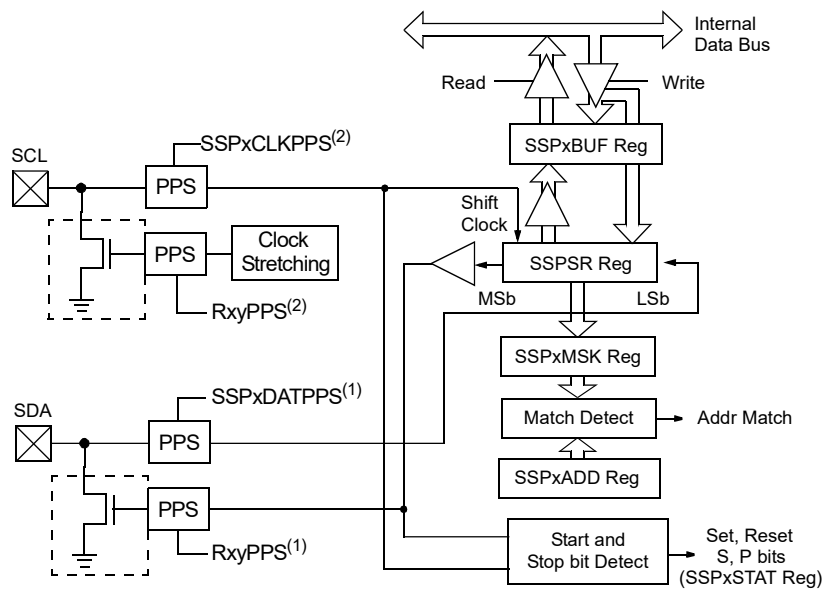 Internal
Data Bus
Read
Write
SSPxBUF Reg
SSPxCLKPPS(2)
SCL
PPS
Shift
Clock
PPS
Clock
Stretching
SSPSR Reg
MSb
LSb
RxyPPS(2)
SSPxMSK Reg
SSPxDATPPS(1)
SDA
PPS
Match Detect
Addr Match
SSPxADD Reg
PPS
RxyPPS(1)
Start and
Stop bit Detect
Set, Reset
S, P bits
(SSPxSTAT Reg)